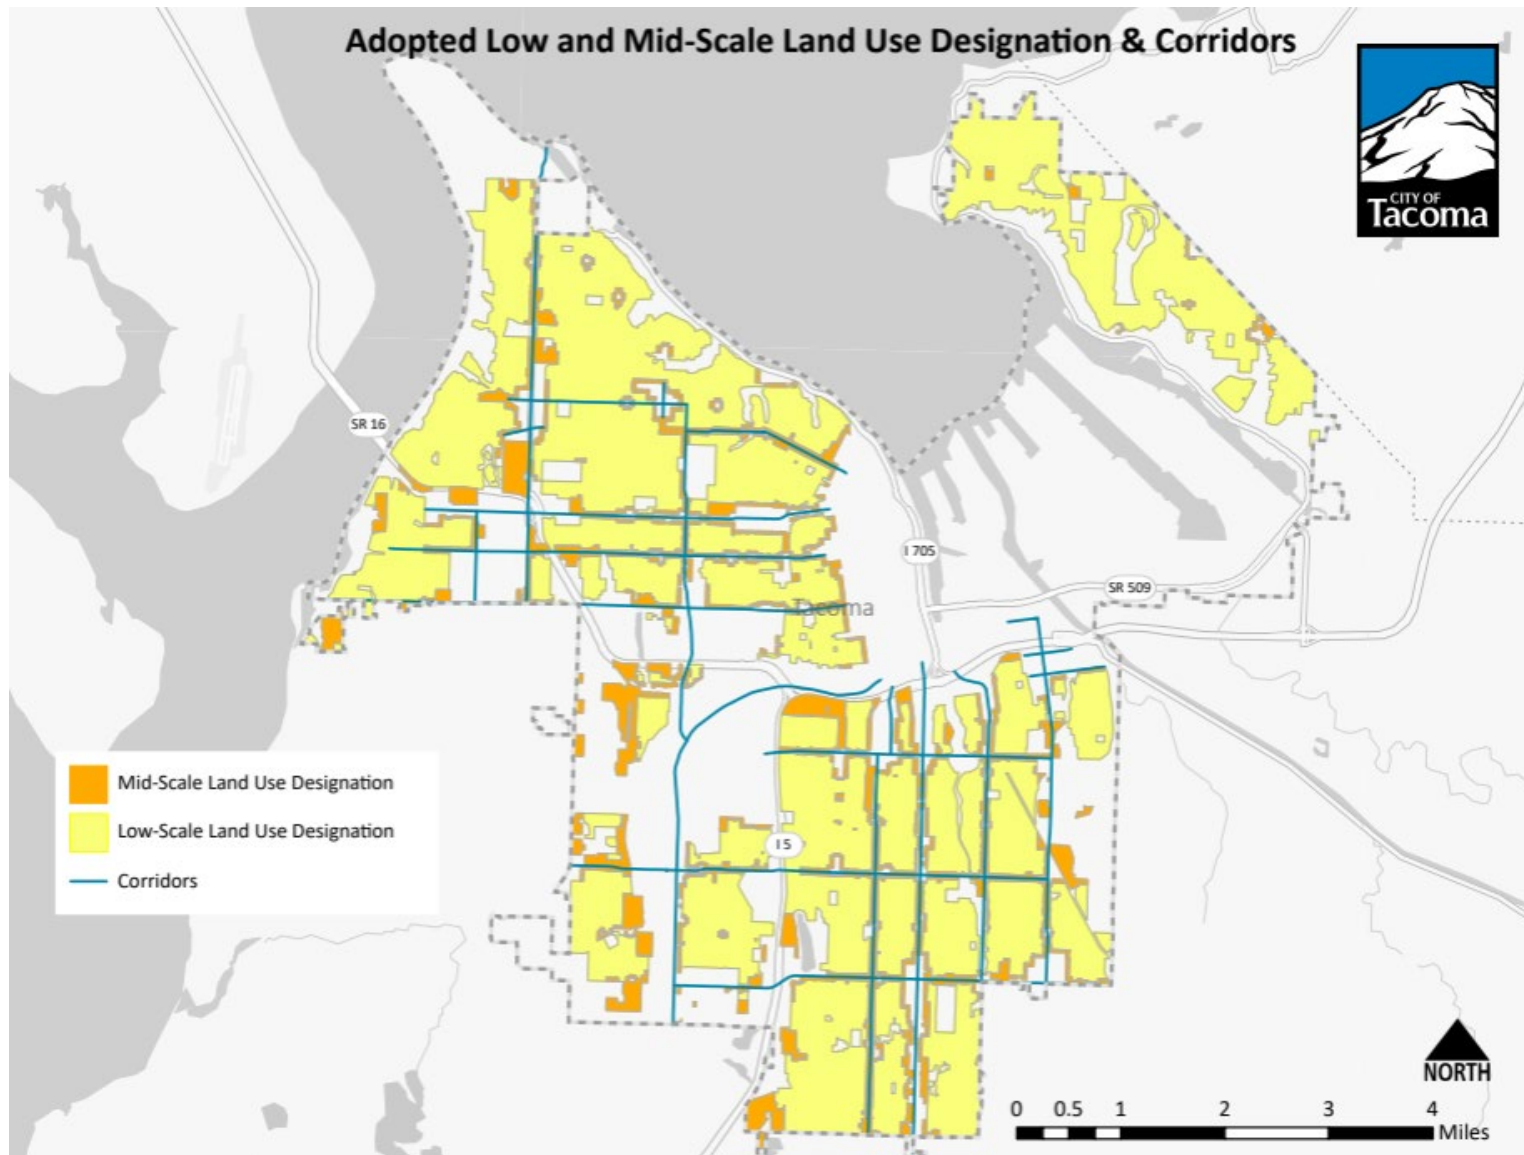 Adopted Low and Mid-Scale Land Use Designation & Corridors
CITY OF
Tacoma
SR 16
I 705
SR 509
Tacoma
Mid-Scale Land Use Designation
Low-Scale Land Use Designation
Corridors
I 5
NORTH
0 0.5 1 2 3 4
Miles